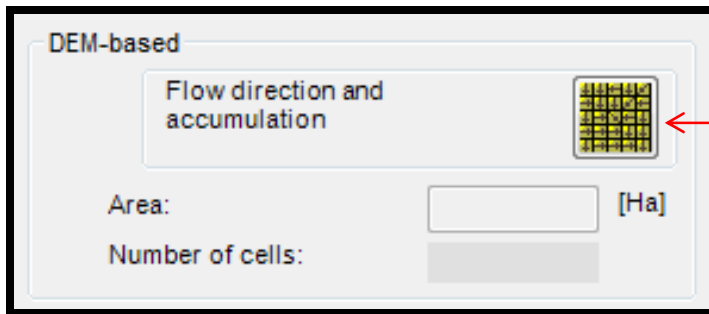 DEM-based
Flow direction and
accumulation
Area: [Ha]
Number of cells: